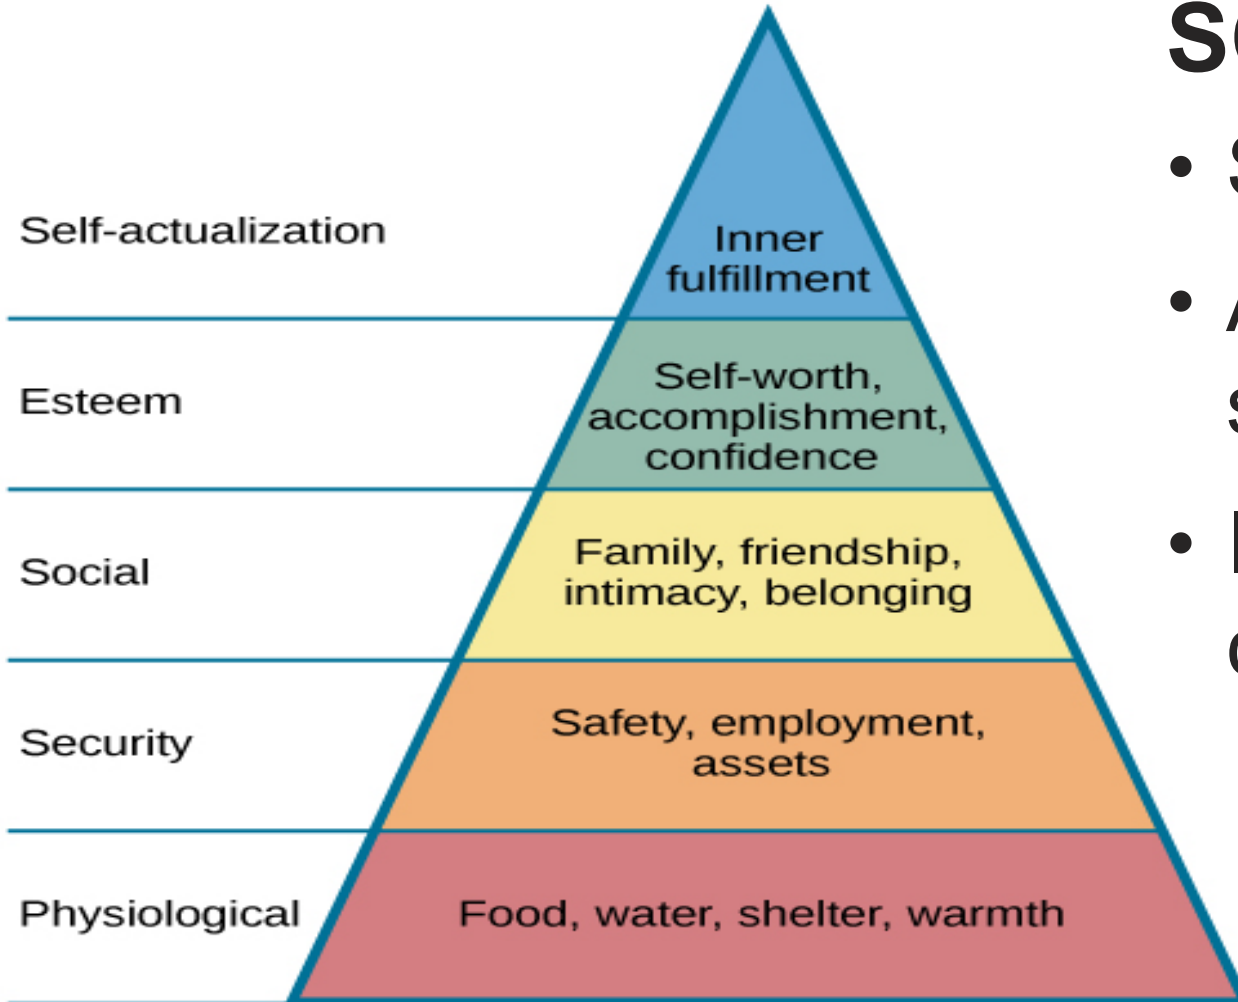 Self-actualization
Inner
fulfillment
Esteem
Self-worth,
accomplishment,
confidence
Social
Family, friendship,
intimacy, belonging
Security
Safety, employment,
assets
Physiological
Food, water, shelter, warmth